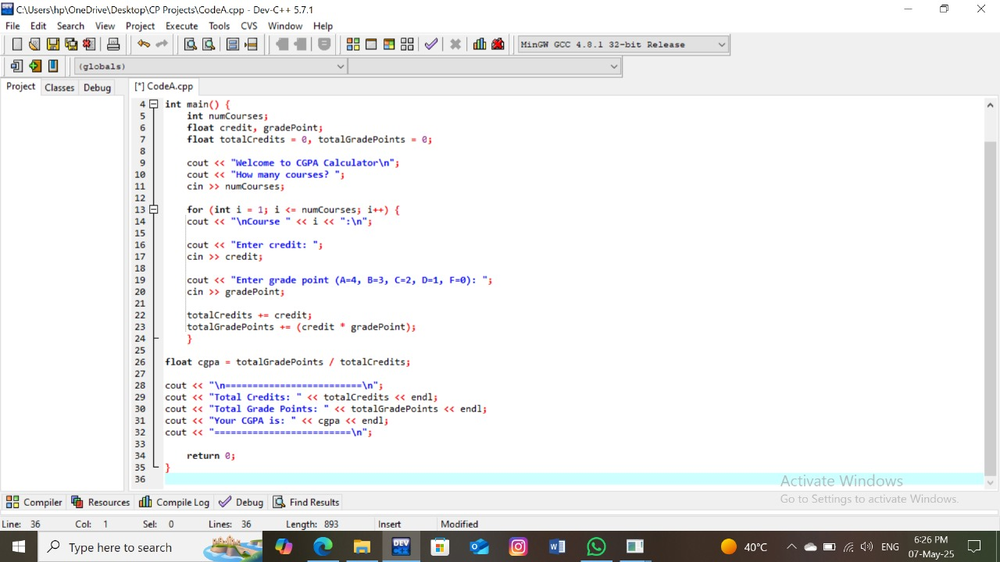 C:\Users\hp\OneDrive\Desktop\CP Projects\CodeA.cpp - Dev-C++ 5.7.1
File Edit Search View Project Execute Tools CVS Window Help
MinGW GCC 4.8.1 32-bit Release
(globals)
Project Classes Debug [*] CodeA.cpp
4 int main() {
5 int numCourses;
6 float credit, gradePoint;
7 float totalCredits = 0, totalGradePoints = 0;
8
9 cout << "Welcome to CGPA Calculator\n";
10 cout << "How many courses? ";
11 cin >> numCourses;
12
13 for (int i = 1; i <= numCourses; i++) {
14 cout << "\nCourse " << i << ":\n";
15
16 cout << "Enter credit: ";
17 cin >> credit;
18
19 cout << "Enter grade point (A=4, B=3, C=2, D=1, F=0): ";
20 cin >> gradePoint;
21
22 totalCredits += credit;
23 totalGradePoints += (credit * gradePoint);
24 }
25
26 float cgpa = totalGradePoints / totalCredits;
27
28 cout << "\n=========================\n";
29 cout << "Total Credits: " << totalCredits << endl;
30 cout << "Total Grade Points: " << totalGradePoints << endl;
31 cout << "Your CGPA is: " << cgpa << endl;
32 cout << "=========================\n";
33
34 return 0;
35 }
36
Activate Windows
Go to Settings to activate Windows.
Compiler Resources Compile Log Debug Find Results
Line: 36 Col: 1 Sel: 0 Lines: 36 Length: 893 Insert Modified
Type here to search DEV C++ 40°C ENG 6:26 PM
07-May-25